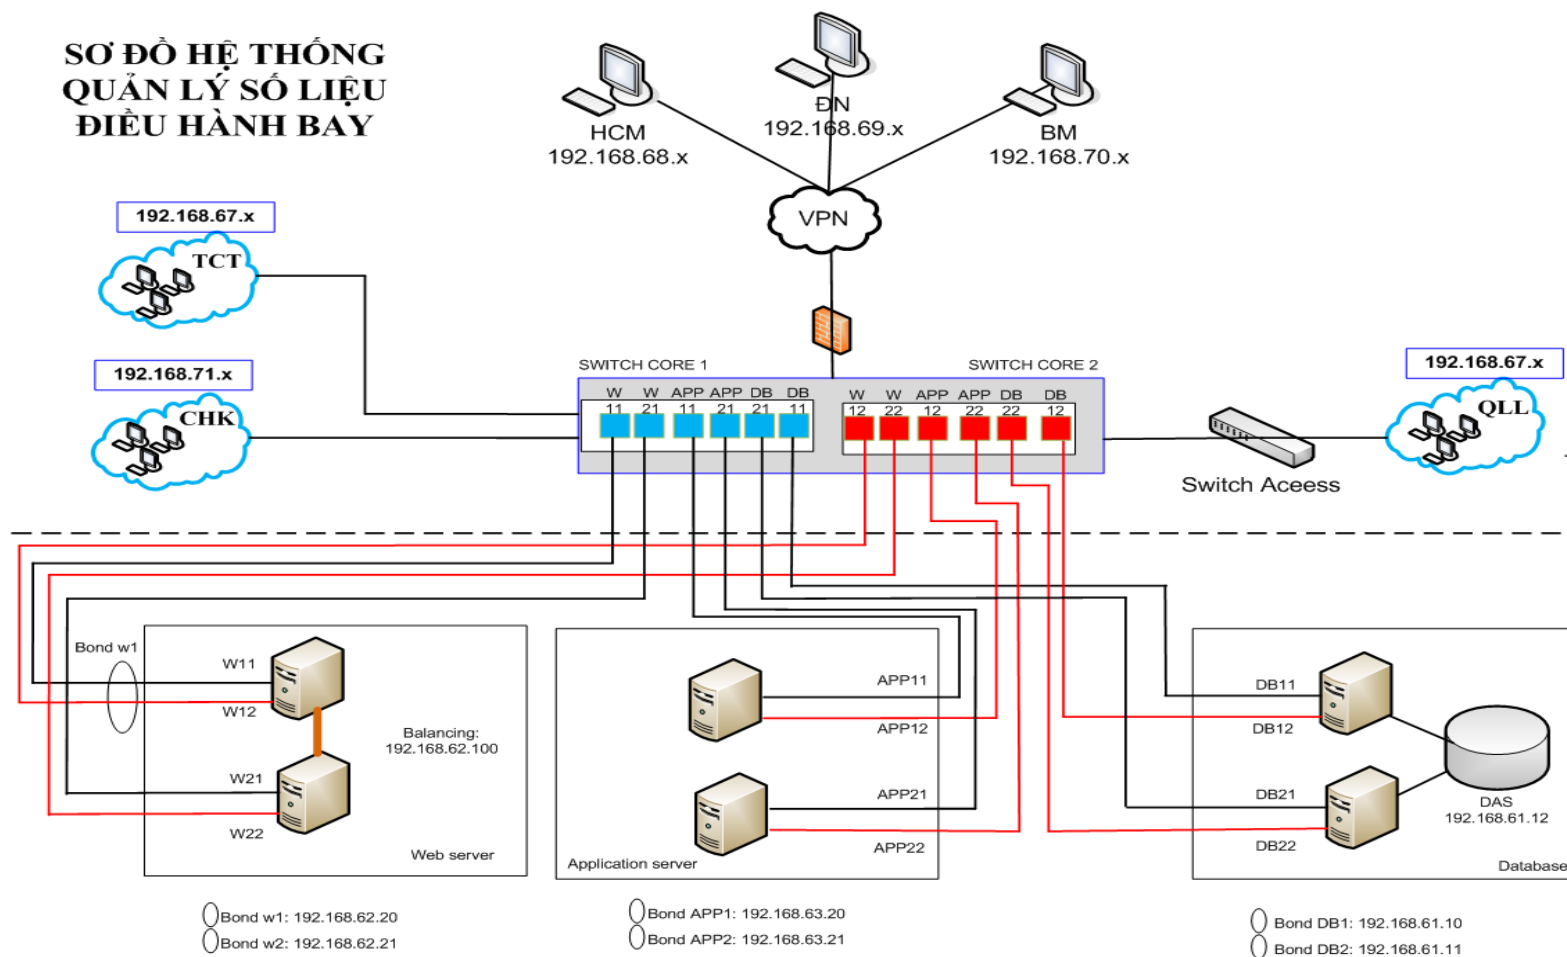 SƠ ĐỒ HỆ THỐNG
QUẢN LÝ SỐ LIỆU
ĐIỀU HÀNH BAY
HCM
192.168.68.x
ĐN
192.168.69.x
BM
192.168.70.x
VPN
192.168.67.x
TCT
192.168.71.x
CHK
SWITCH CORE 1
SWITCH CORE 2
W W APP APP DB DB
11 21 11 21 21 11
W W APP APP DB DB
12 22 12 22 22 12
192.168.67.x
QLL
Switch Aceess
Bond w1
W11
W12
W21
W22
Balancing:
192.168.62.100
Web server
APP11
APP12
APP21
APP22
Application server
DB11
DB12
DB21
DB22
DAS
192.168.61.12
Database
Bond w1: 192.168.62.20
Bond w2: 192.168.62.21
Bond APP1: 192.168.63.20
Bond APP2: 192.168.63.21
Bond DB1: 192.168.61.10
Bond DB2: 192.168.61.11